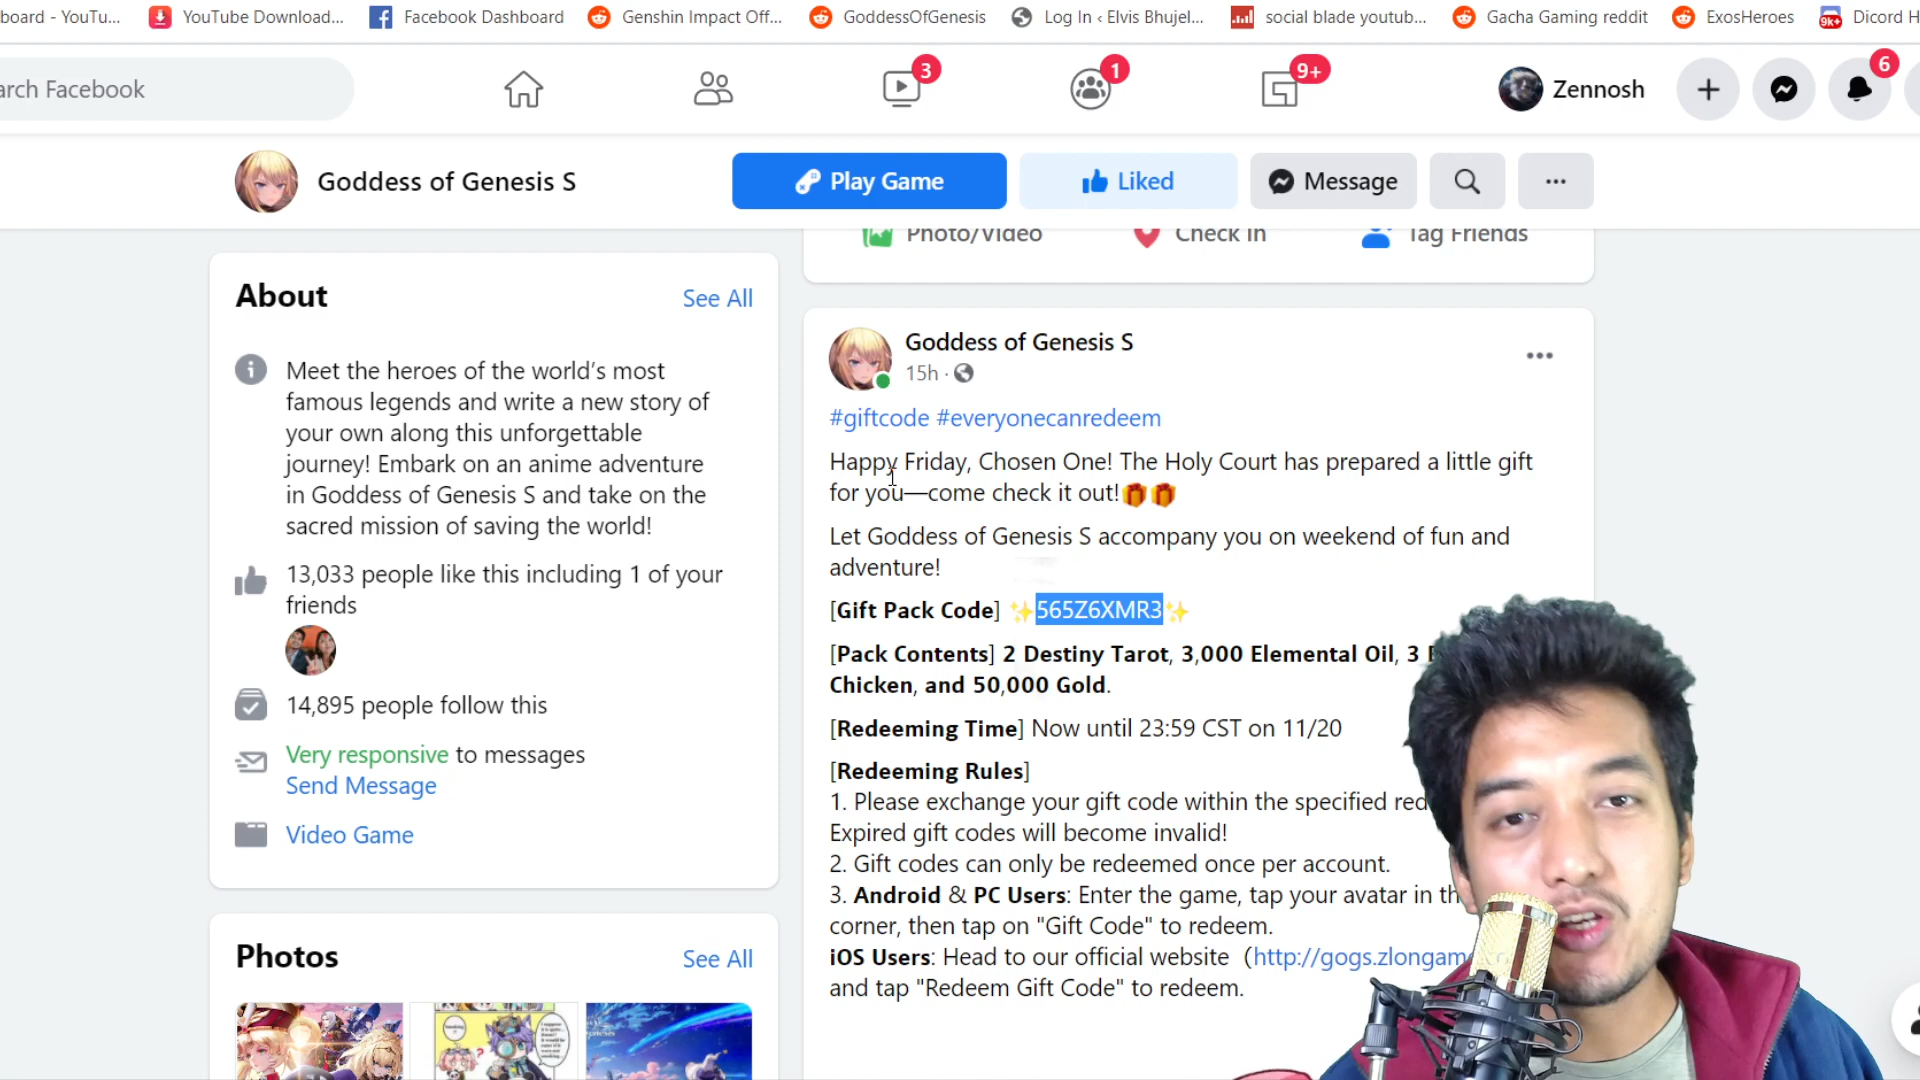 board - YouTu...
YouTube Download...
Facebook Dashboard
Genshin Impact Off...
GoddessOfGenesis
Log In ‹ Elvis Bhujel...
social blade youtub...
Gacha Gaming reddit
ExosHeroes
9k+
Dicord H
arch Facebook
3
1
9+
Zennosh
6
Goddess of Genesis S
Play Game
Liked
Message
Photo/Video
Check In
Tag Friends
About
See All
Meet the heroes of the world's most
famous legends and write a new story of
your own along this unforgettable
journey! Embark on an anime adventure
in Goddess of Genesis S and take on the
sacred mission of saving the world!
13,033 people like this including 1 of your
friends
14,895 people follow this
Very responsive to messages
Send Message
Video Game
Photos
See All
Goddess of Genesis S
15h ·
#giftcode #everyonecanredeem
Happy Friday, Chosen One! The Holy Court has prepared a little gift
for you—come check it out!🎁🎁
Let Goddess of Genesis S accompany you on weekend of fun and
adventure!
[Gift Pack Code] ✨565Z6XMR3✨
[Pack Contents] 2 Destiny Tarot, 3,000 Elemental Oil, 3
Chicken, and 50,000 Gold.
[Redeeming Time] Now until 23:59 CST on 11/20
[Redeeming Rules]
1. Please exchange your gift code within the specified red
Expired gift codes will become invalid!
2. Gift codes can only be redeemed once per account.
3. Android & PC Users: Enter the game, tap your avatar in th
corner, then tap on "Gift Code" to redeem.
iOS Users: Head to our official website (http://gogs.zlongam
and tap "Redeem Gift Code" to redeem.